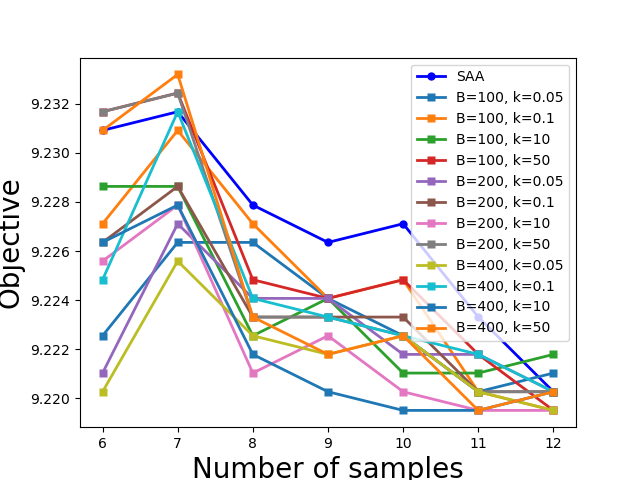 SAA
B=100, k=0.05
B=100, k=0.1
B=100, k=10
B=100, k=50
B=200, k=0.05
B=200, k=0.1
B=200, k=10
B=200, k=50
B=400, k=0.05
B=400, k=0.1
B=400, k=10
B=400, k=50
Objective
9.232
9.230
9.228
9.226
9.224
9.222
9.220
6 7 8 9 10 11 12
Number of samples